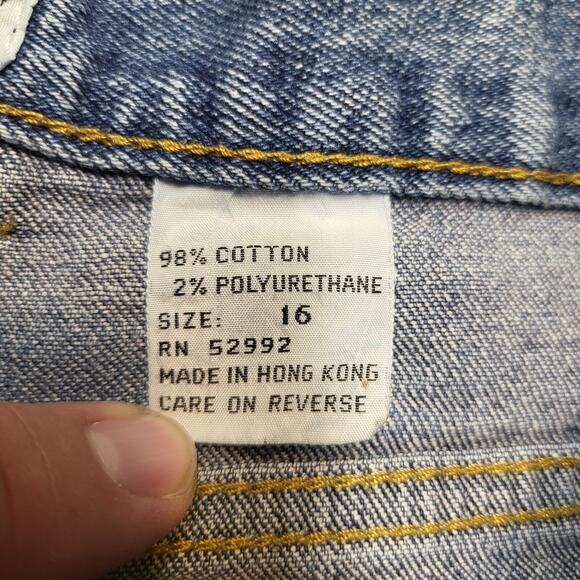 98% COTTON
2% POLYURETHANE
SIZE: 16
RN 52992
MADE IN HONG KONG
CARE ON REVERSE